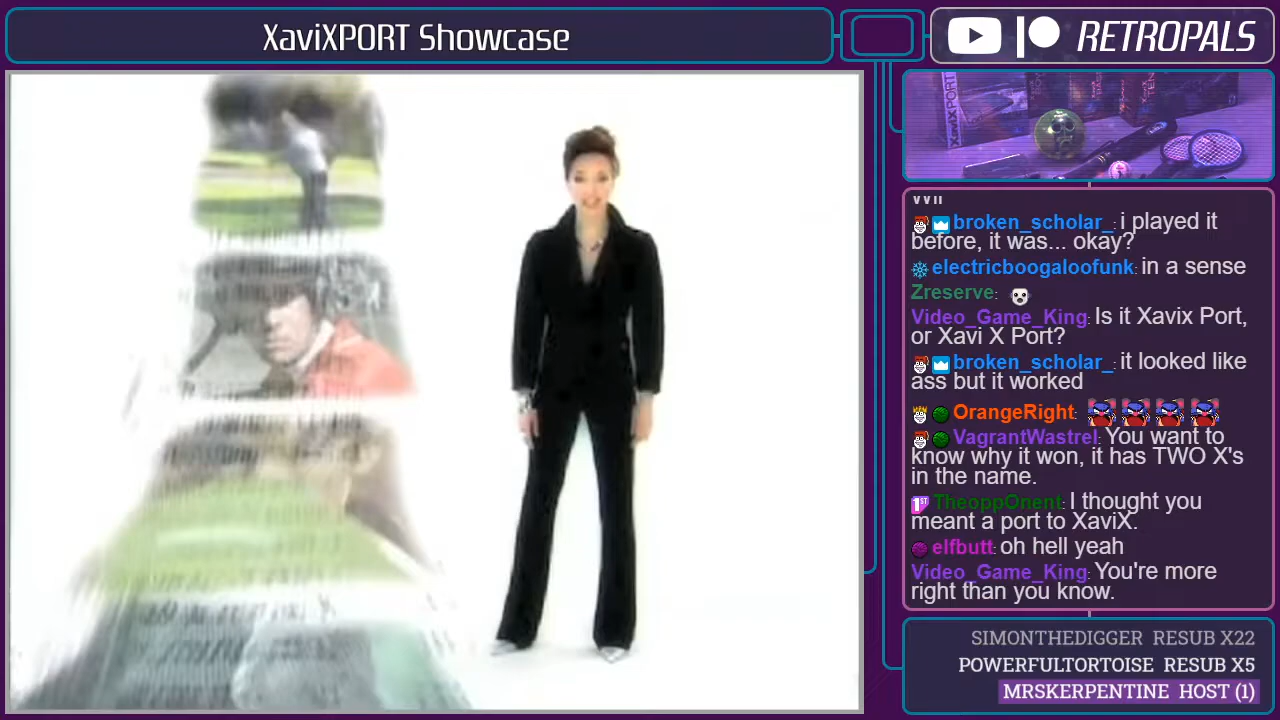 XaviXPORT Showcase
RETROPALS
XAVIXPORT
broken_scholar_: i played it
before, it was... okay?
electricboogaloofunk: in a sense
Zreserve:
Video_Game_King: Is it Xavix Port,
or Xavi X Port?
broken_scholar_: it looked like
ass but it worked
OrangeRight:
VagrantWastrel: You want to
know why it won, it has TWO X's
in the name.
1ST TheoppOnent: I thought you
meant a port to XaviX.
elfbutt: oh hell yeah
Video_Game_King: You're more
right than you know.
SIMONTHEDIGGER RESUB X22
POWERFULTORTOISE RESUB X5
MRSKERPENTINE HOST (1)